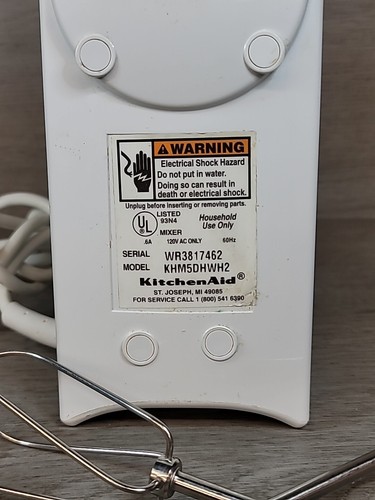 ⚠ WARNING
Electrical Shock Hazard
Do not put in water.
Doing so can result in
death or electrical shock.
Unplug before inserting or removing parts.
UL LISTED
93N4
Household
Use Only
MIXER
.6A 120V AC ONLY 60Hz
SERIAL WR3817462
MODEL KHM5DHWH2
KitchenAid®
ST. JOSEPH, MI 49085
FOR SERVICE CALL 1 (800) 541 6390